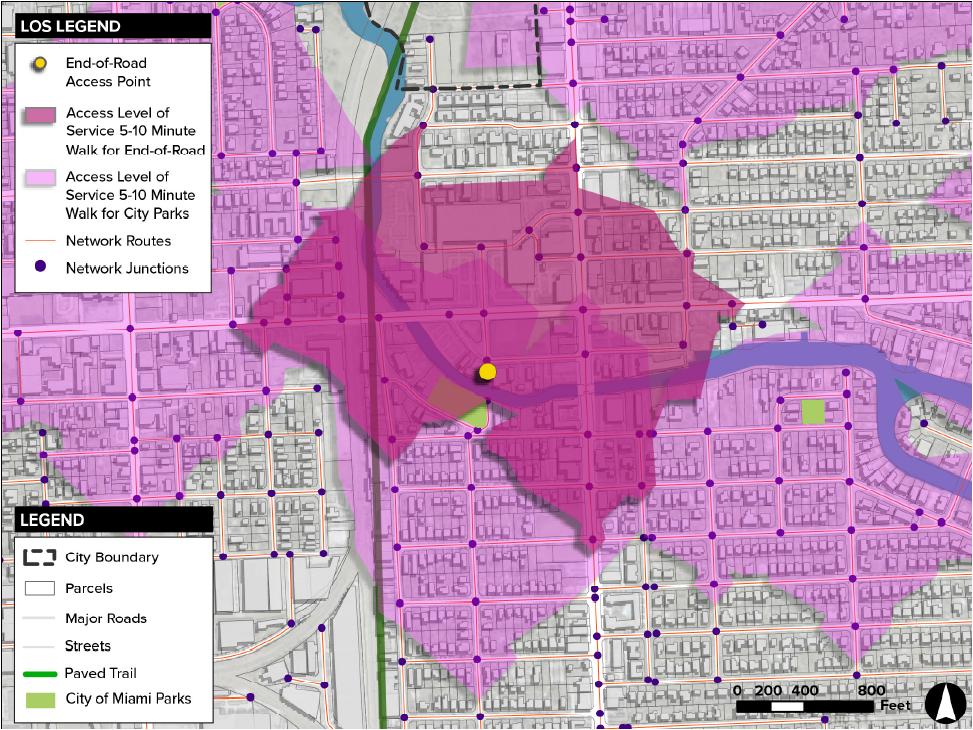 LOS LEGEND
End-of-Road
Access Point
Access Level of
Service 5-10 Minute
Walk for End-of-Road
Access Level of
Service 5-10 Minute
Walk for City Parks
Network Routes
Network Junctions
LEGEND
City Boundary
Parcels
Major Roads
Streets
Paved Trail
City of Miami Parks
0 200 400 800
Feet